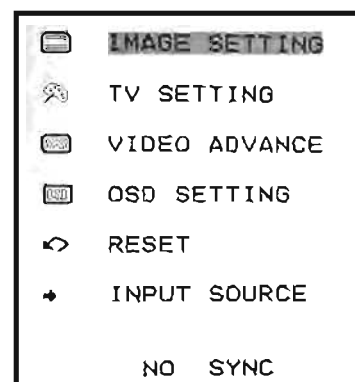 IMAGE SETTING
TV SETTING
VIDEO ADVANCE
OSD SETTING
RESET
INPUT SOURCE
NO SYNC